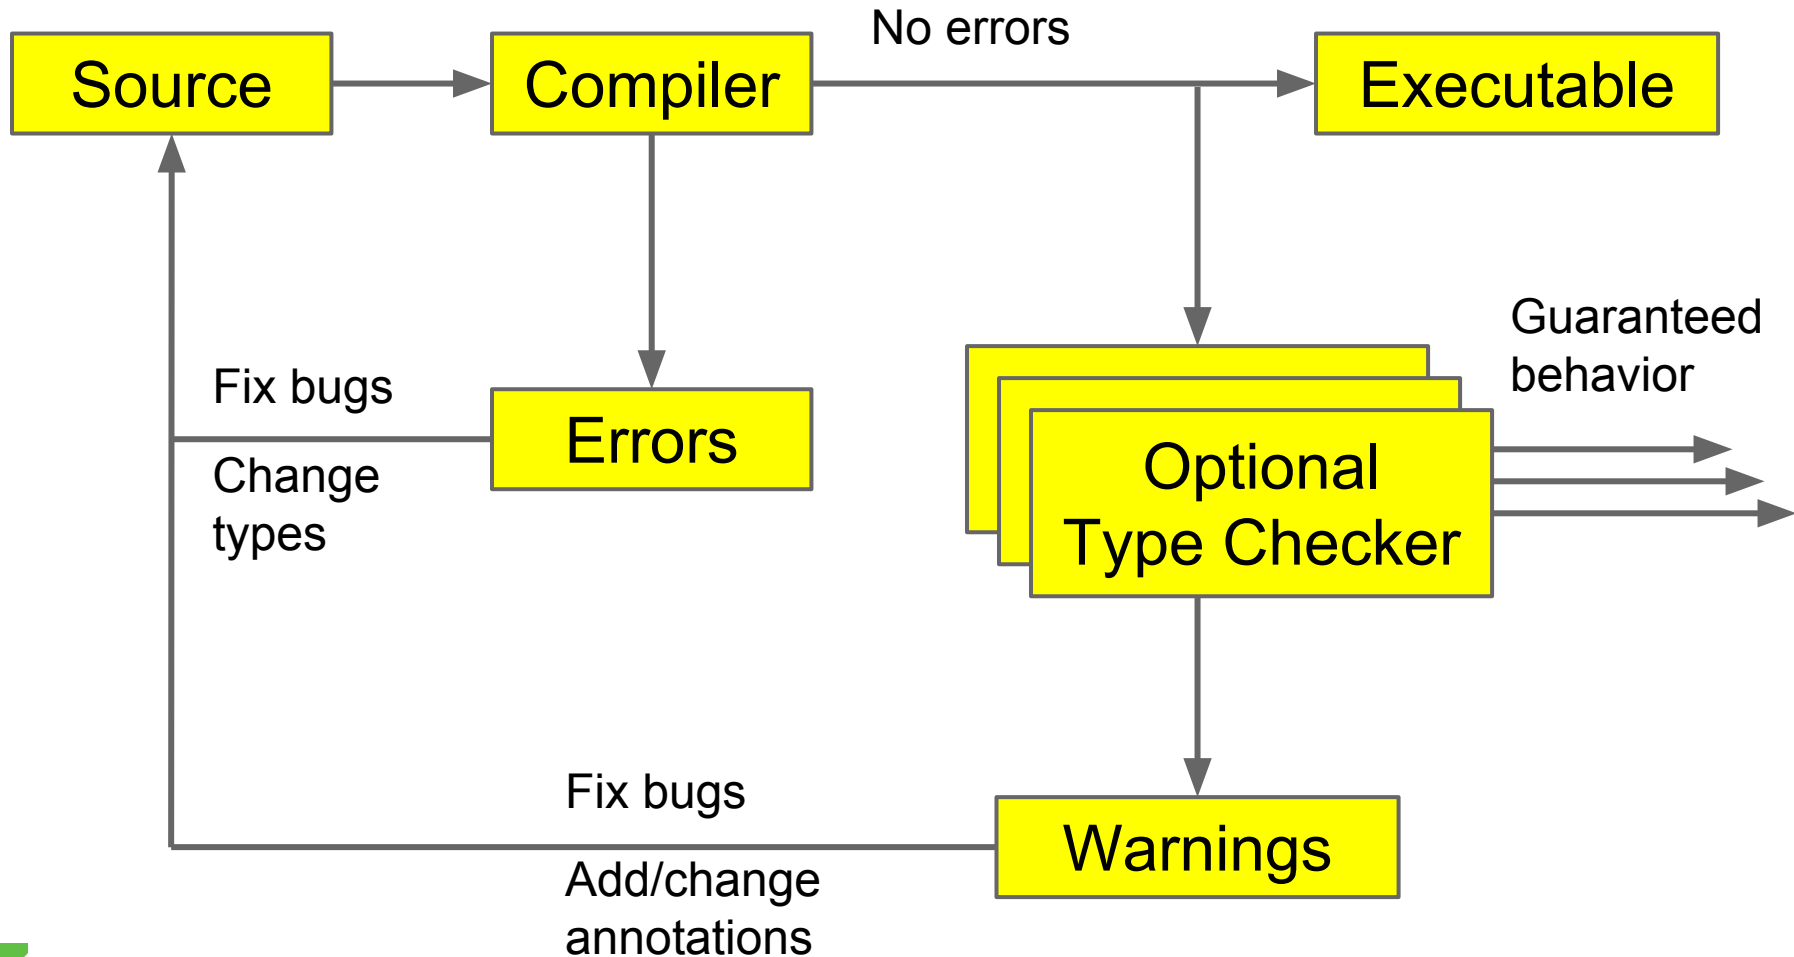 No errors
Source
Compiler
Executable
Guaranteed
behavior
Fix bugs
Errors
Change
types
Optional
Type Checker
Fix bugs
Warnings
Add/change
annotations